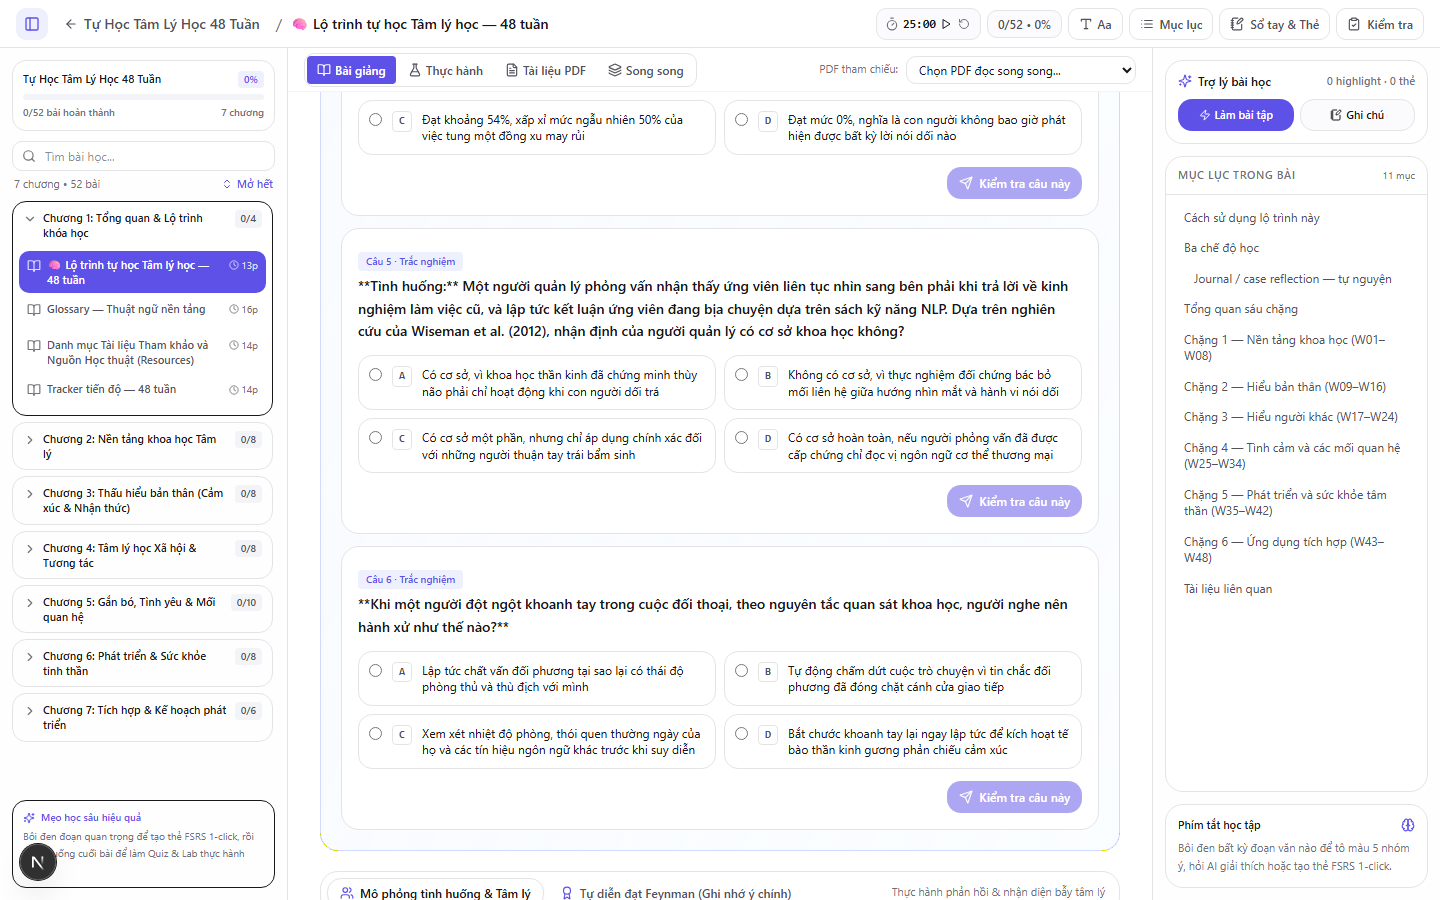 Tự Học Tâm Lý Học 48 Tuần / 🧠 Lộ trình tự học Tâm lý học — 48 tuần
25:00
0/52 • 0%
Aa
Mục lục
Sổ tay & Thẻ
Kiểm tra
Tự Học Tâm Lý Học 48 Tuần
0%
0/52 bài hoàn thành
7 chương
Tìm bài học...
7 chương • 52 bài
Mở hết
Chương 1: Tổng quan & Lộ trình
khóa học
0/4
🧠 Lộ trình tự học Tâm lý học —
48 tuần
13p
Glossary — Thuật ngữ nền tảng
16p
Danh mục Tài liệu Tham khảo và
Nguồn Học thuật (Resources)
14p
Tracker tiến độ — 48 tuần
14p
Chương 2: Nền tảng khoa học Tâm
lý
0/8
Chương 3: Thấu hiểu bản thân (Cảm
xúc & Nhận thức)
0/8
Chương 4: Tâm lý học Xã hội &
Tương tác
0/8
Chương 5: Gắn bó, Tình yêu & Mối
quan hệ
0/10
Chương 6: Phát triển & Sức khỏe
tinh thần
0/8
Chương 7: Tích hợp & Kế hoạch phát
triển
0/6
Mẹo học sâu hiệu quả
Bôi đen đoạn quan trọng để tạo thẻ FSRS 1-click, rồi
cuối bài để làm Quiz & Lab thực hành
N
Bài giảng
Thực hành
Tài liệu PDF
Song song
PDF tham chiếu:
Chọn PDF đọc song song...
C
Đạt khoảng 54%, xấp xỉ mức ngẫu nhiên 50% của
việc tung một đồng xu may rủi
D
Đạt mức 0%, nghĩa là con người không bao giờ phát
hiện được bất kỳ lời nói dối nào
Kiểm tra câu này
Câu 5 · Trắc nghiệm
**Tình huống:** Một người quản lý phỏng vấn nhận thấy ứng viên liên tục nhìn sang bên phải khi trả lời về kinh
nghiệm làm việc cũ, và lập tức kết luận ứng viên đang bịa chuyện dựa trên sách kỹ năng NLP. Dựa trên nghiên
cứu của Wiseman et al. (2012), nhận định của người quản lý có cơ sở khoa học không?
A
Có cơ sở, vì khoa học thần kinh đã chứng minh thùy
não phải chỉ hoạt động khi con người dối trá
B
Không có cơ sở, vì thực nghiệm đối chứng bác bỏ
mối liên hệ giữa hướng nhìn mắt và hành vi nói dối
C
Có cơ sở một phần, nhưng chỉ áp dụng chính xác đối
với những người thuận tay trái bẩm sinh
D
Có cơ sở hoàn toàn, nếu người phỏng vấn đã được
cấp chứng chỉ đọc vị ngôn ngữ cơ thể thương mại
Kiểm tra câu này
Câu 6 · Trắc nghiệm
**Khi một người đột ngột khoanh tay trong cuộc đối thoại, theo nguyên tắc quan sát khoa học, người nghe nên
hành xử như thế nào?**
A
Lập tức chất vấn đối phương tại sao lại có thái độ
phòng thủ và thù địch với mình
B
Tự động chấm dứt cuộc trò chuyện vì tin chắc đối
phương đã đóng chặt cánh cửa giao tiếp
C
Xem xét nhiệt độ phòng, thói quen thường ngày của
họ và các tín hiệu ngôn ngữ khác trước khi suy diễn
D
Bắt chước khoanh tay lại ngay lập tức để kích hoạt tế
bào thần kinh gương phản chiếu cảm xúc
Kiểm tra câu này
Mô phỏng tình huống & Tâm lý
Tự diễn đạt Feynman (Ghi nhớ ý chính)
Thực hành phản hồi & nhận diện bẫy tâm lý
Trợ lý bài học
0 highlight · 0 thẻ
Làm bài tập
Ghi chú
MỤC LỤC TRONG BÀI
11 mục
Cách sử dụng lộ trình này
Ba chế độ học
Journal / case reflection — tự nguyện
Tổng quan sáu chặng
Chặng 1 — Nền tảng khoa học (W01–
W08)
Chặng 2 — Hiểu bản thân (W09–W16)
Chặng 3 — Hiểu người khác (W17–W24)
Chặng 4 — Tình cảm và các mối quan hệ
(W25–W34)
Chặng 5 — Phát triển và sức khỏe tâm
thần (W35–W42)
Chặng 6 — Ứng dụng tích hợp (W43–
W48)
Tài liệu liên quan
Phím tắt học tập
Bôi đen bất kỳ đoạn văn nào để tô màu 5 nhóm
ý, hỏi AI giải thích hoặc tạo thẻ FSRS 1-click.